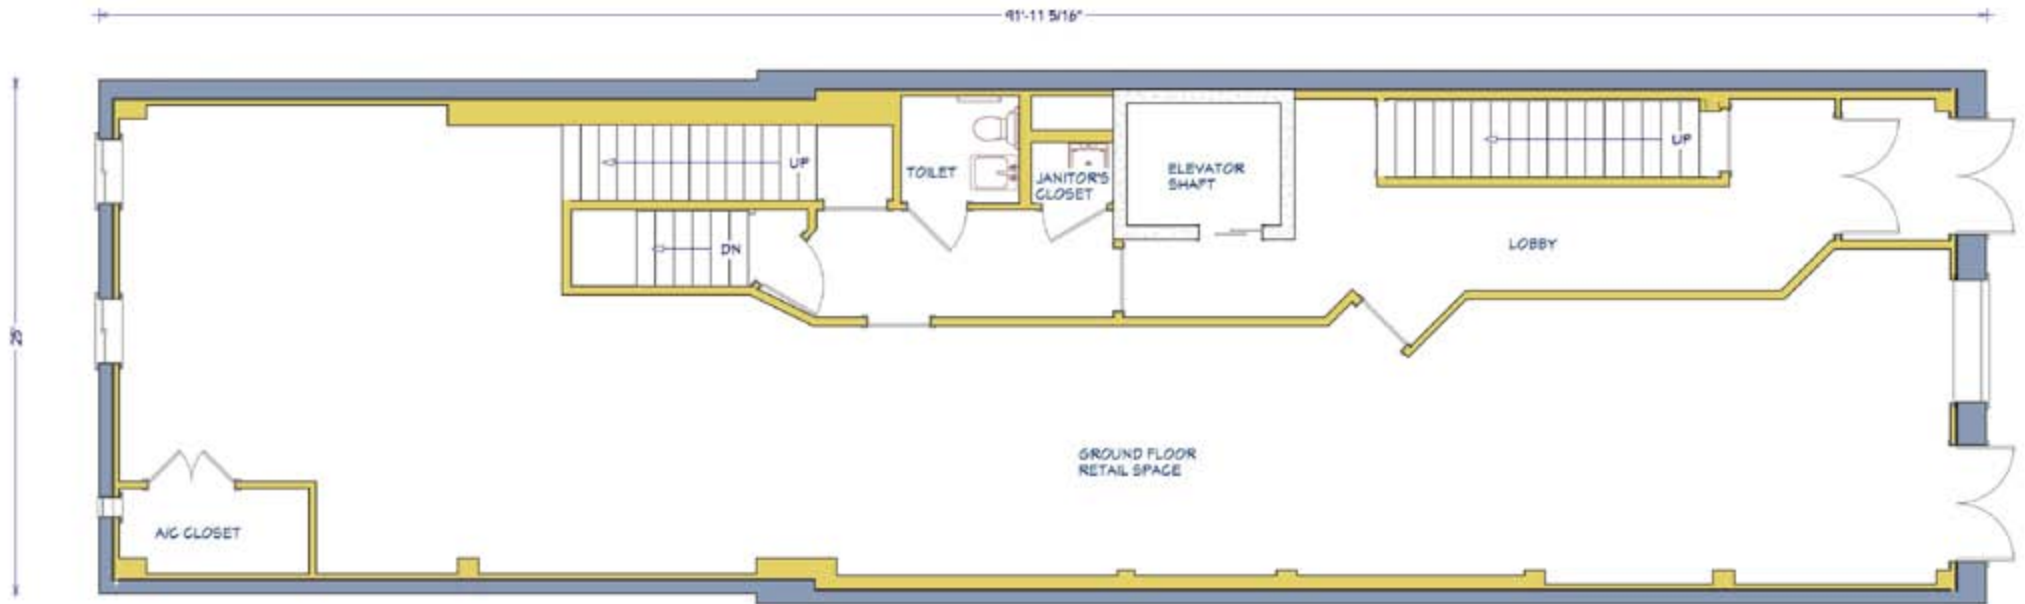 91'-11 5/16"
25'
UP
TOILET
JANITOR'S
CLOSET
ELEVATOR
SHAFT
UP
DN
LOBBY
GROUND FLOOR
RETAIL SPACE
A/C CLOSET